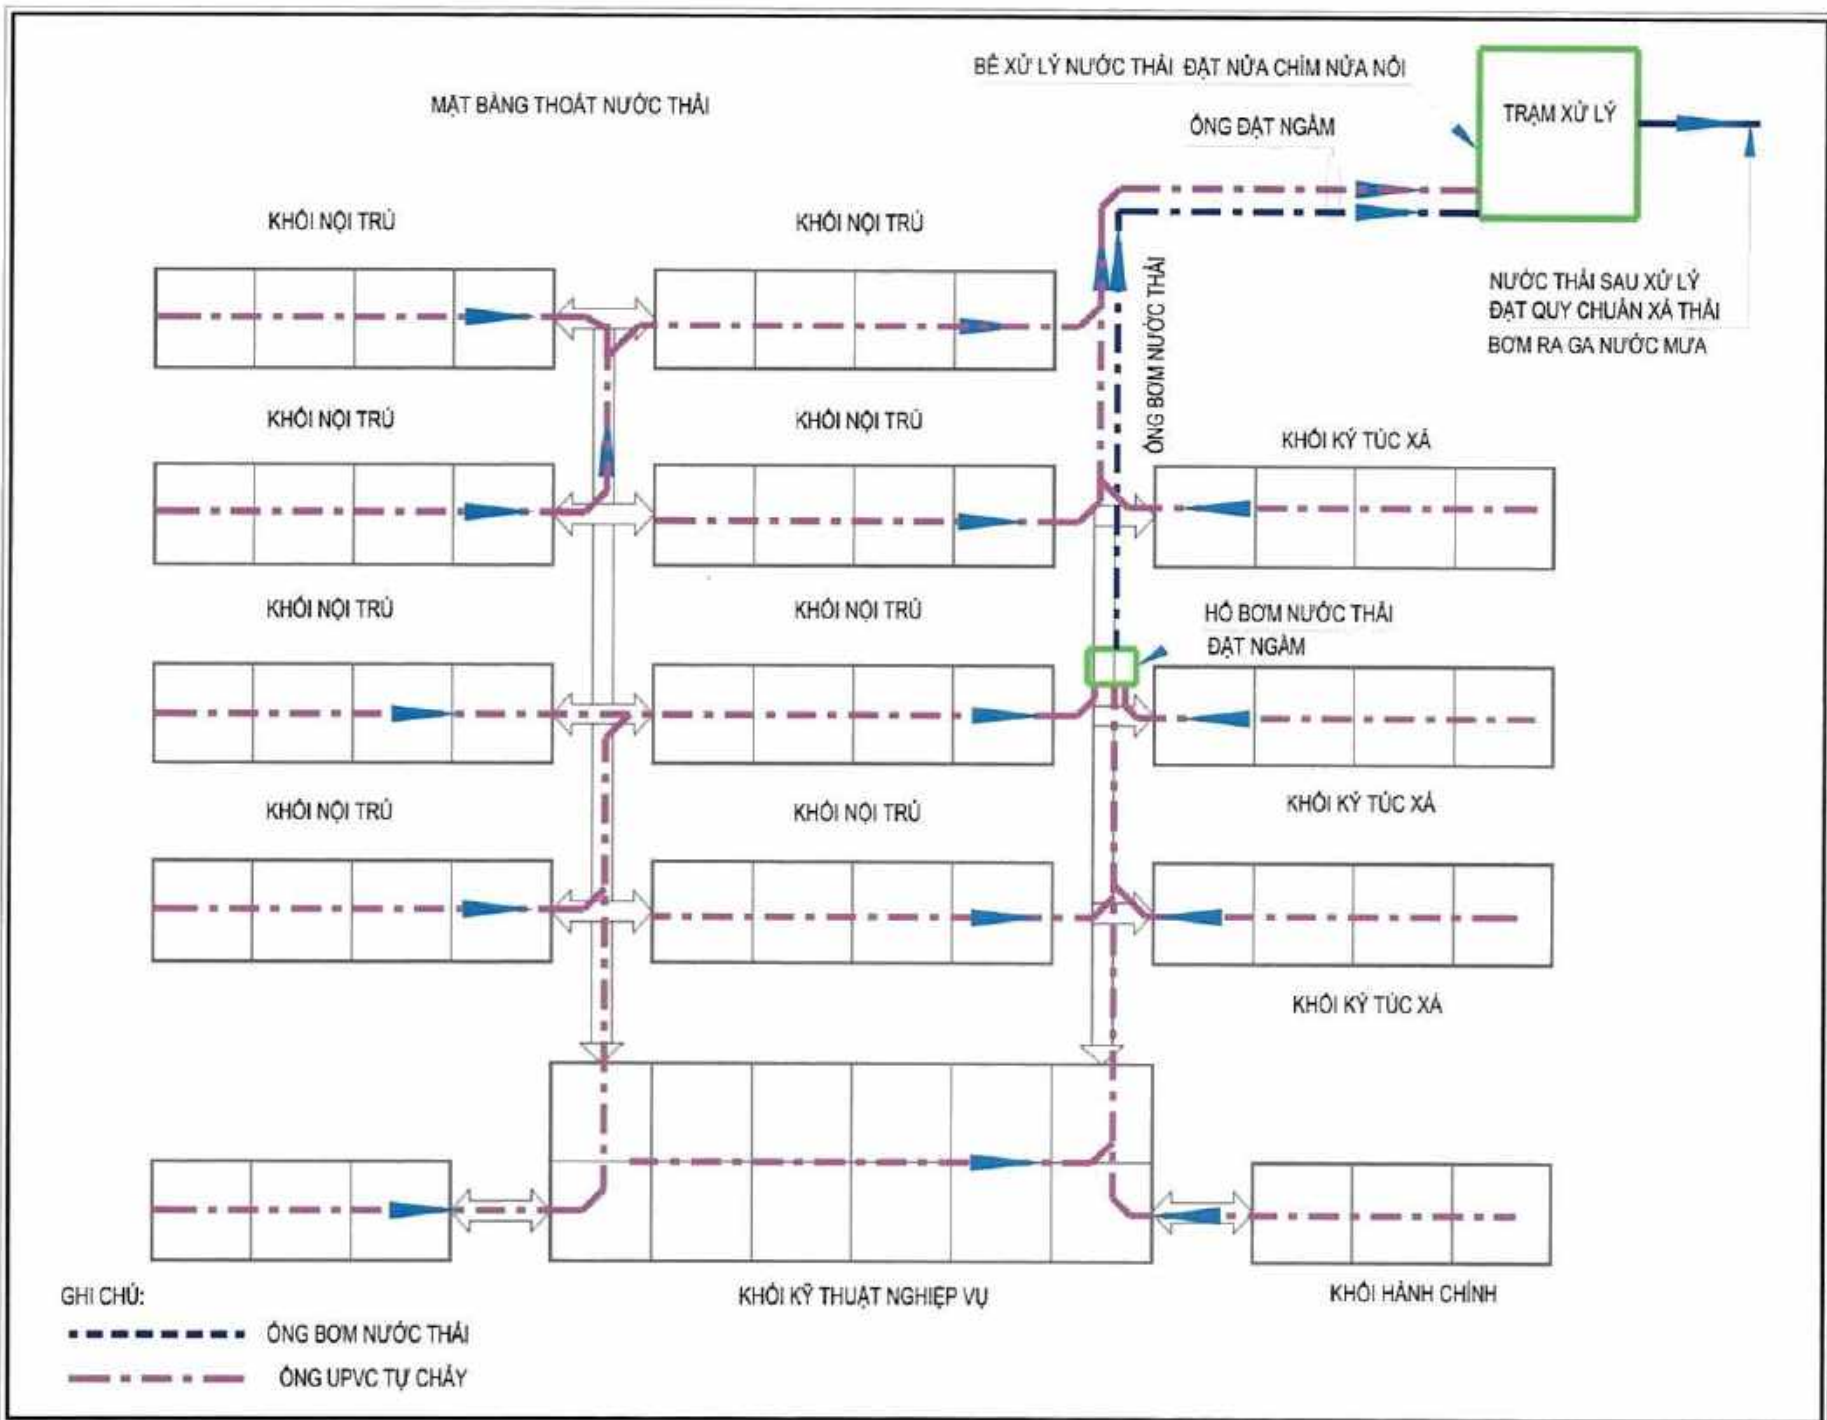 BỂ XỬ LÝ NƯỚC THẢI ĐẶT NỬA CHÌM NỬA NỔI
MẶT BẰNG THOÁT NƯỚC THẢI
TRẠM XỬ LÝ
ỐNG ĐẶT NGẦM
KHỐI NỘI TRÚ
KHỐI NỘI TRÚ
ỐNG BƠM NƯỚC THẢI
NƯỚC THẢI SAU XỬ LÝ
ĐẠT QUY CHUẨN XẢ THẢI
BƠM RA GA NƯỚC MƯA
KHỐI NỘI TRÚ
KHỐI NỘI TRÚ
KHỐI KÝ TÚC XÁ
KHỐI NỘI TRÚ
KHỐI NỘI TRÚ
HỐ BƠM NƯỚC THẢI
ĐẶT NGẦM
KHỐI NỘI TRÚ
KHỐI NỘI TRÚ
KHỐI KÝ TÚC XÁ
KHỐI KÝ TÚC XÁ
KHỐI KỸ THUẬT NGHIỆP VỤ
KHỐI HÀNH CHÍNH
GHI CHÚ:
ỐNG BƠM NƯỚC THẢI
ỐNG UPVC TỰ CHẢY